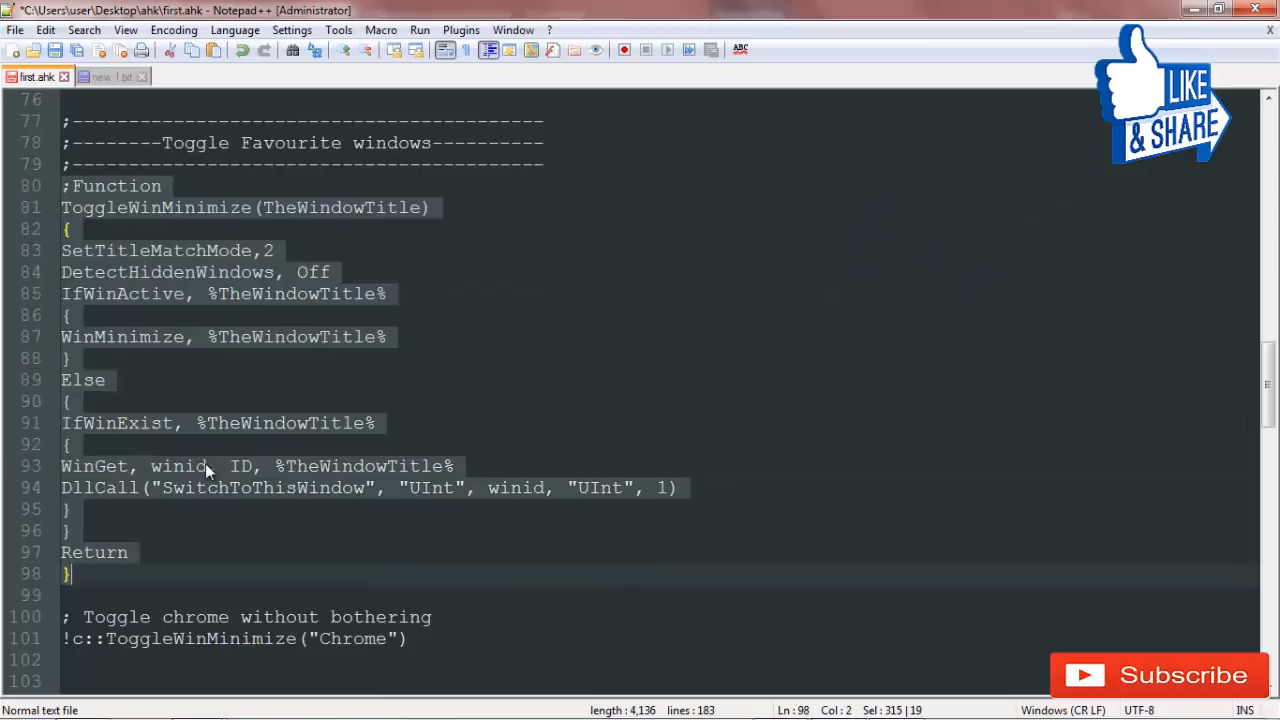 *C:\Users\user\Desktop\ahk\first.ahk - Notepad++ [Administrator]
File Edit Search View Encoding Language Settings Tools Macro Run Plugins Window ? X
ABC
first.ahk new 1.txt
LIKE
& SHARE
76
77 ;------------------------------------------
78 ;--------Toggle Favourite windows----------
79 ;------------------------------------------
80 ;Function
81 ToggleWinMinimize(TheWindowTitle)
82 {
83 SetTitleMatchMode,2
84 DetectHiddenWindows, Off
85 IfWinActive, %TheWindowTitle%
86 {
87 WinMinimize, %TheWindowTitle%
88 }
89 Else
90 {
91 IfWinExist, %TheWindowTitle%
92 {
93 WinGet, winid, ID, %TheWindowTitle%
94 DllCall("SwitchToThisWindow", "UInt", winid, "UInt", 1)
95 }
96 }
97 Return
98 }
99
100 ; Toggle chrome without bothering
101 !c::ToggleWinMinimize("Chrome")
102
103
Subscribe
Normal text file length : 4,136 lines : 183 Ln : 98 Col : 2 Sel : 315 | 19 Windows (CR LF) UTF-8 INS